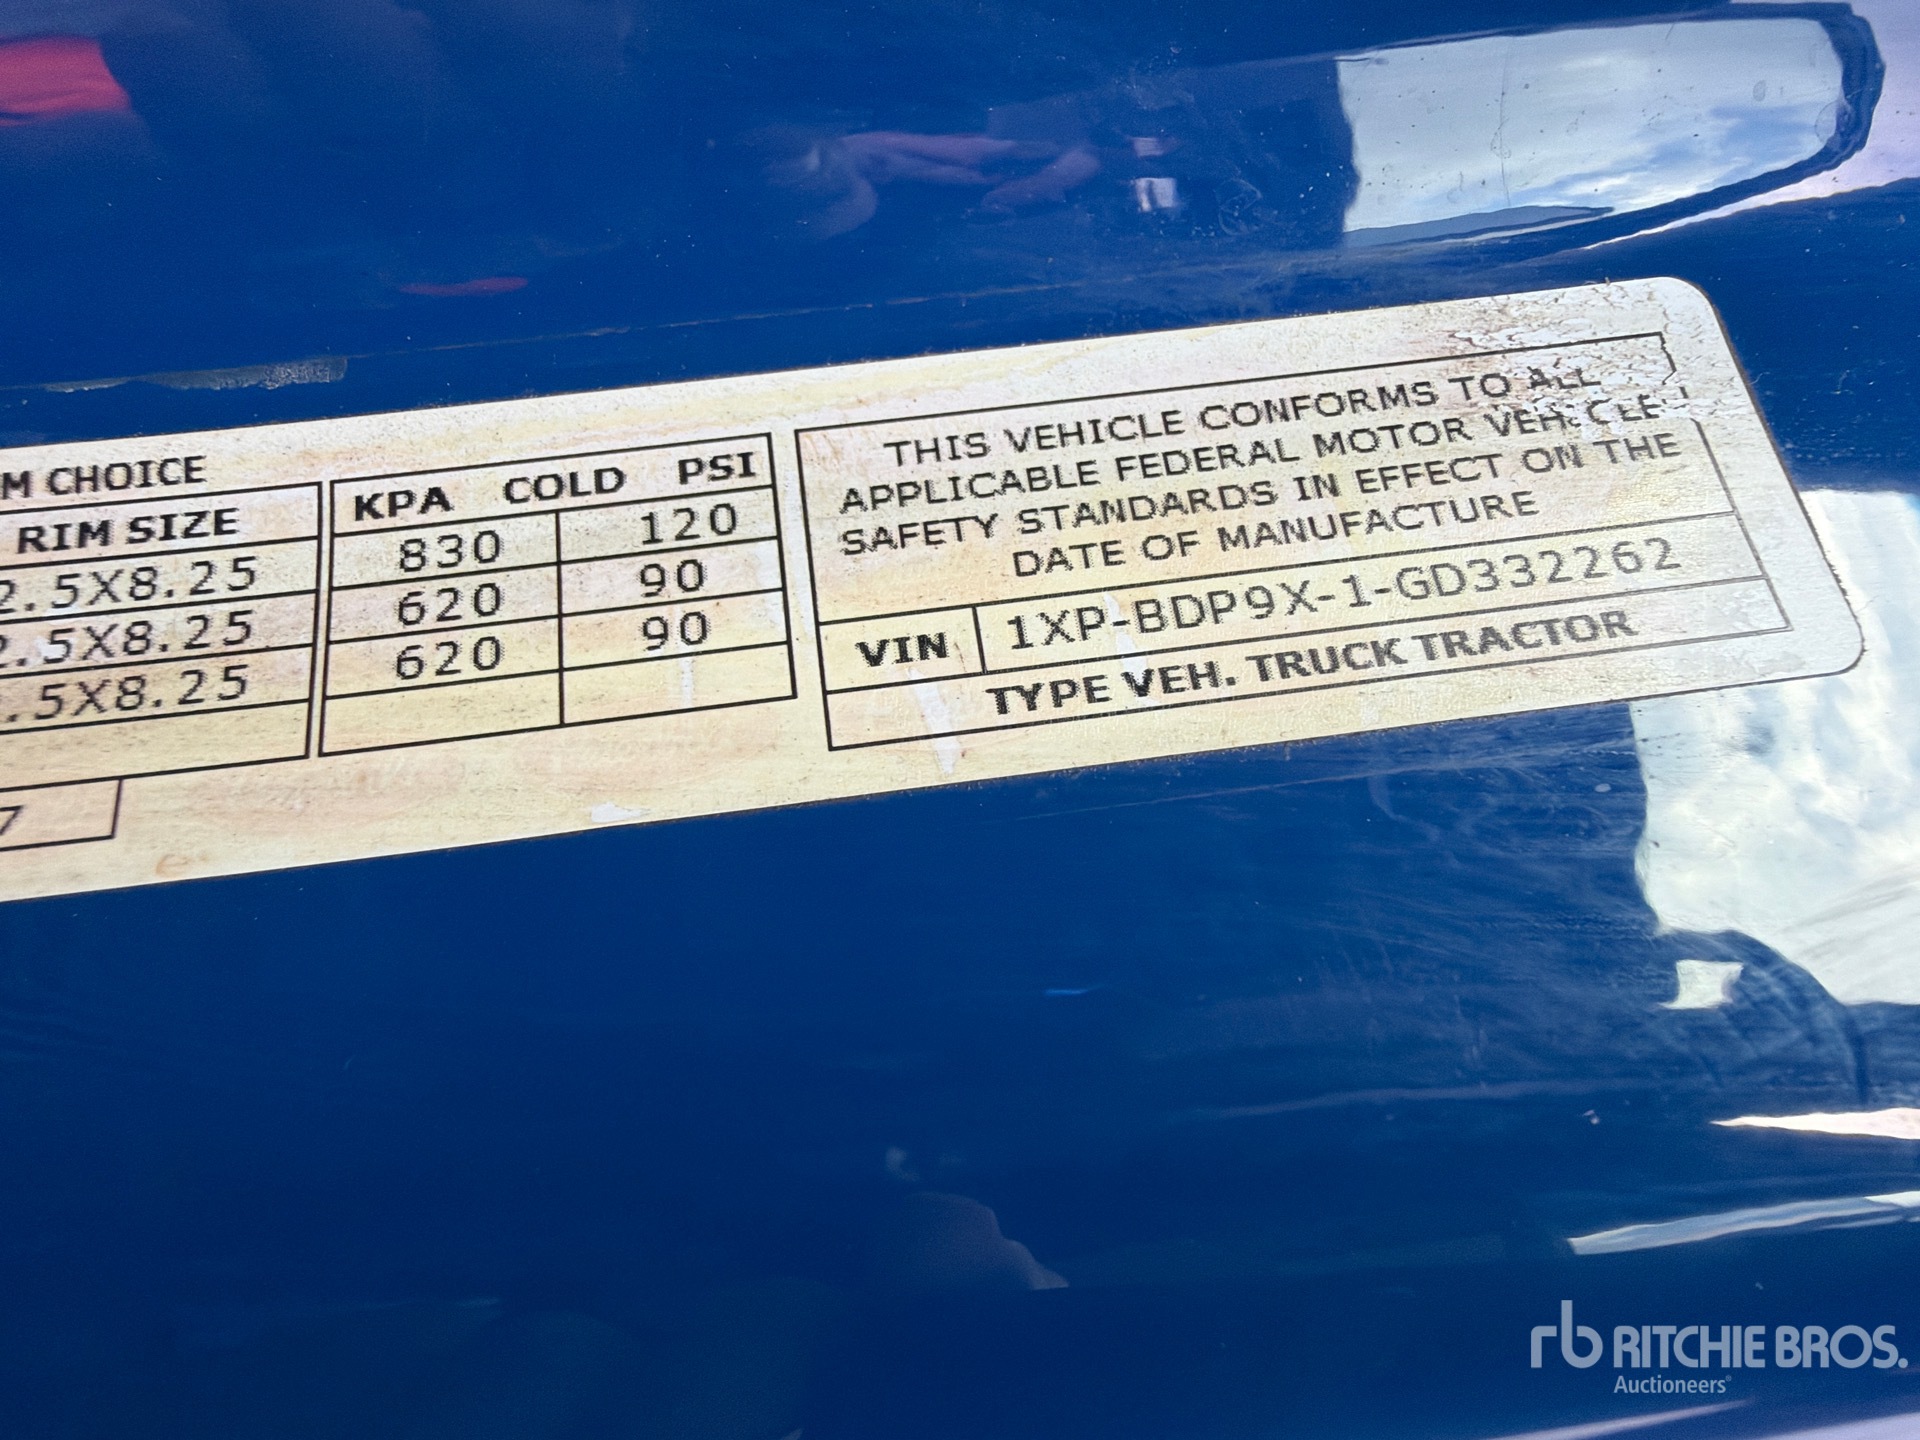 M CHOICE
RIM SIZE
2.5X8.25
2.5X8.25
.5X8.25
7
KPA COLD PSI
830 120
620 90
620 90
THIS VEHICLE CONFORMS TO ALL
APPLICABLE FEDERAL MOTOR VEHICLE
SAFETY STANDARDS IN EFFECT ON THE
DATE OF MANUFACTURE
VIN 1XP-BDP9X-1-GD332262
TYPE VEH. TRUCK TRACTOR
rb RITCHIE BROS.
Auctioneers®